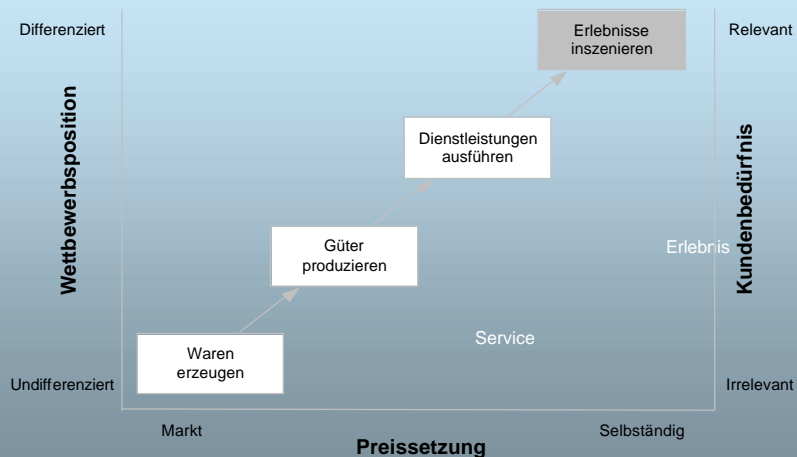 Differenziert
Erlebnisse
inszenieren
Relevant
Wettbewerbsposition
Dienstleistungen
ausführen
Kundenbedürfnis
Güter
produzieren
Erlebnis
Service
Waren
erzeugen
Undifferenziert
Irrelevant
Markt
Selbständig
Preissetzung